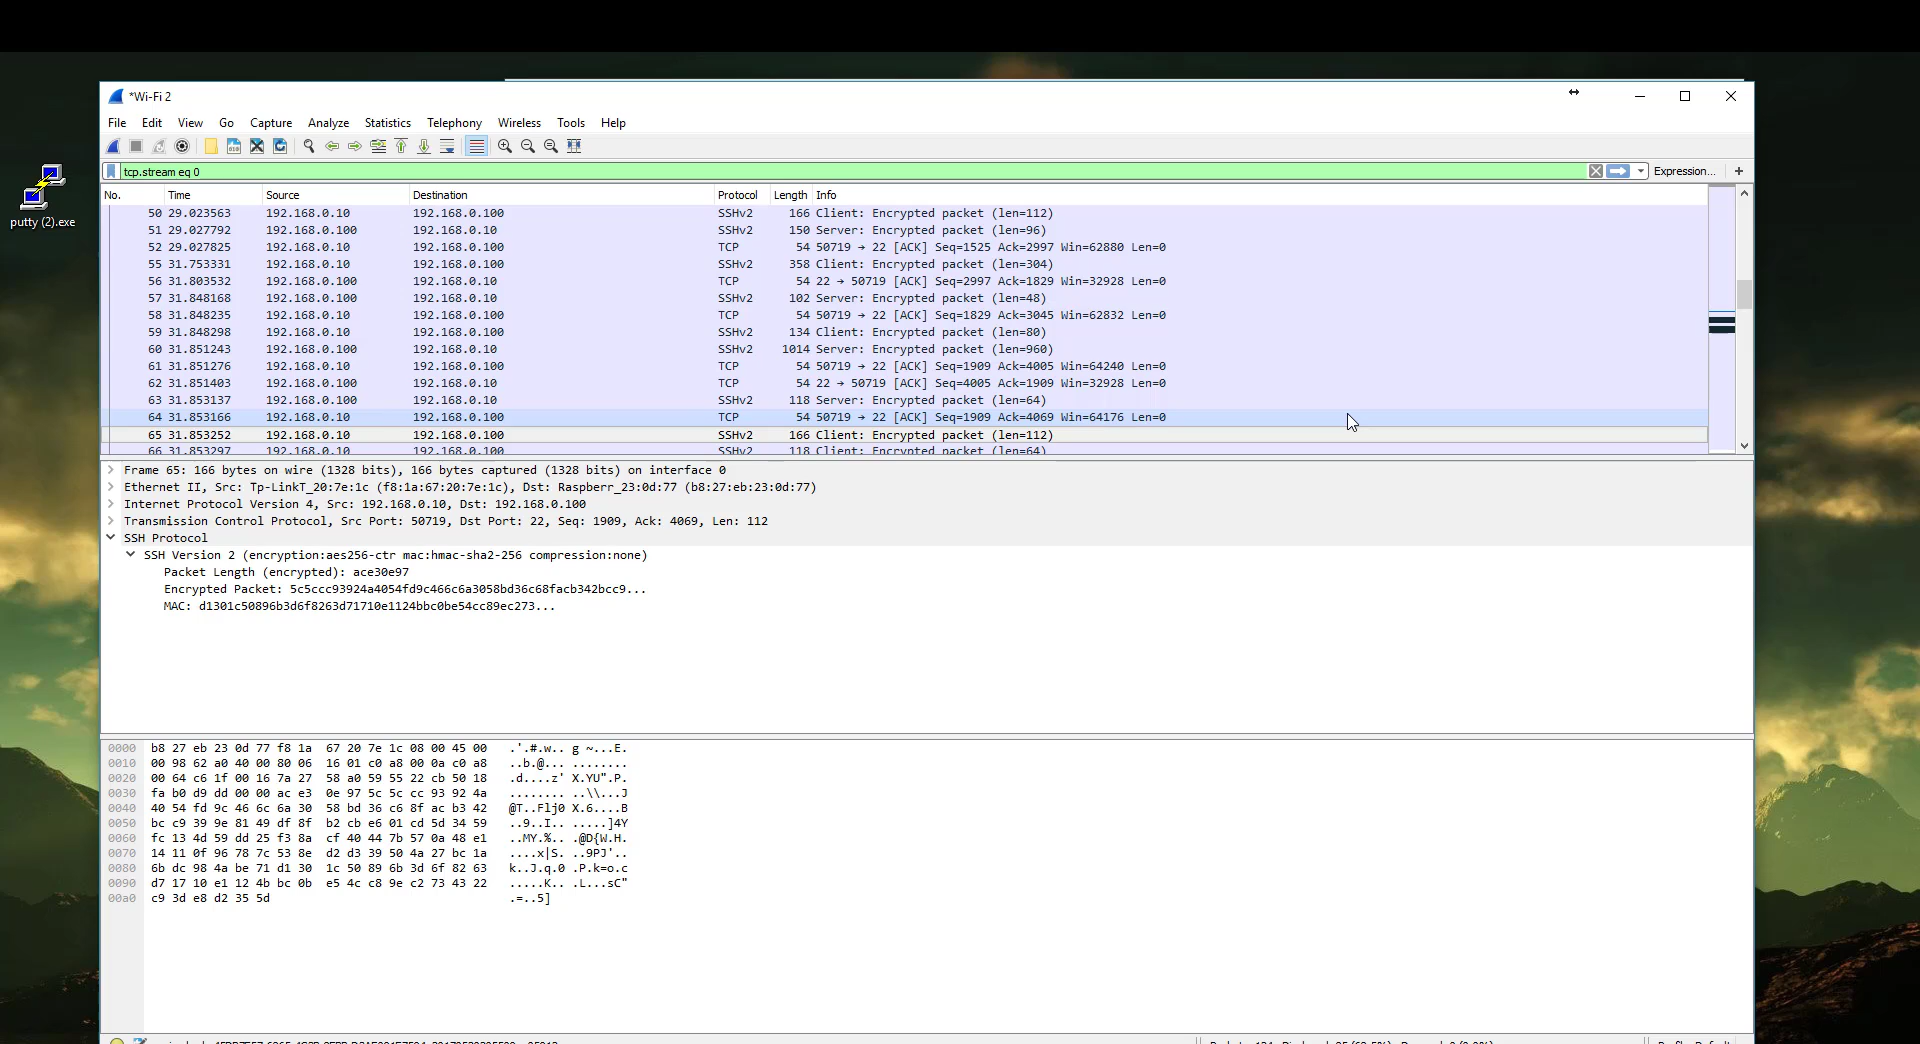 *Wi-Fi 2
File Edit View Go Capture Analyze Statistics Telephony Wireless Tools Help
tcp.stream eq 0 Expression... +
No. Time Source Destination Protocol Length Info
50 29.023563 192.168.0.10 192.168.0.100 SSHv2 166 Client: Encrypted packet (len=112)
51 29.027792 192.168.0.100 192.168.0.10 SSHv2 150 Server: Encrypted packet (len=96)
52 29.027825 192.168.0.10 192.168.0.100 TCP 54 50719 → 22 [ACK] Seq=1525 Ack=2997 Win=62880 Len=0
55 31.753331 192.168.0.10 192.168.0.100 SSHv2 358 Client: Encrypted packet (len=304)
56 31.803532 192.168.0.100 192.168.0.10 TCP 54 22 → 50719 [ACK] Seq=2997 Ack=1829 Win=32928 Len=0
57 31.848168 192.168.0.100 192.168.0.10 SSHv2 102 Server: Encrypted packet (len=48)
58 31.848235 192.168.0.10 192.168.0.100 TCP 54 50719 → 22 [ACK] Seq=1829 Ack=3045 Win=62832 Len=0
59 31.848298 192.168.0.10 192.168.0.100 SSHv2 134 Client: Encrypted packet (len=80)
60 31.851243 192.168.0.100 192.168.0.10 SSHv2 1014 Server: Encrypted packet (len=960)
61 31.851276 192.168.0.10 192.168.0.100 TCP 54 50719 → 22 [ACK] Seq=1909 Ack=4005 Win=64240 Len=0
62 31.851403 192.168.0.100 192.168.0.10 TCP 54 22 → 50719 [ACK] Seq=4005 Ack=1909 Win=32928 Len=0
63 31.853137 192.168.0.100 192.168.0.10 SSHv2 118 Server: Encrypted packet (len=64)
64 31.853166 192.168.0.10 192.168.0.100 TCP 54 50719 → 22 [ACK] Seq=1909 Ack=4069 Win=64176 Len=0
65 31.853252 192.168.0.10 192.168.0.100 SSHv2 166 Client: Encrypted packet (len=112)
66 31.853297 192.168.0.10 192.168.0.100 SSHv2 118 Client: Encrypted packet (len=64)
putty (2).exe
Frame 65: 166 bytes on wire (1328 bits), 166 bytes captured (1328 bits) on interface 0
Ethernet II, Src: Tp-LinkT_20:7e:1c (f8:1a:67:20:7e:1c), Dst: Raspberr_23:0d:77 (b8:27:eb:23:0d:77)
Internet Protocol Version 4, Src: 192.168.0.10, Dst: 192.168.0.100
Transmission Control Protocol, Src Port: 50719, Dst Port: 22, Seq: 1909, Ack: 4069, Len: 112
SSH Protocol
SSH Version 2 (encryption:aes256-ctr mac:hmac-sha2-256 compression:none)
Packet Length (encrypted): ace30e97
Encrypted Packet: 5c5ccc93924a4054fd9c466c6a3058bd36c68facb342bcc9...
MAC: d1301c50896b3d6f8263d71710e1124bbc0be54cc89ec273...
0000 b8 27 eb 23 0d 77 f8 1a 67 20 7e 1c 08 00 45 00 .'.#.w.. g ~...E.
0010 00 98 62 a0 40 00 80 06 16 01 c0 a8 00 0a c0 a8 ..b.@... ........
0020 00 64 c6 1f 00 16 7a 27 58 a0 59 55 22 cb 50 18 .d....z' X.YU".P.
0030 fa b0 d9 dd 00 00 ac e3 0e 97 5c 5c cc 93 92 4a ........ ..\\...J
0040 40 54 fd 9c 46 6c 6a 30 58 bd 36 c6 8f ac b3 42 @T..Flj0 X.6....B
0050 bc c9 39 9e 81 49 df 8f b2 cb e6 01 cd 5d 34 59 ..9..I.. .....]4Y
0060 fc 13 4d 59 dd 25 f3 8a cf 40 44 7b 57 0a 48 e1 ..MY.%.. .@D{W.H.
0070 14 11 0f 96 78 7c 53 8e d2 d3 39 50 4a 27 bc 1a ....x|S. ..9PJ'..
0080 6b dc 98 4a be 71 d1 30 1c 50 89 6b 3d 6f 82 63 k..J.q.0 .P.k=o.c
0090 d7 17 10 e1 12 4b bc 0b e5 4c c8 9e c2 73 43 22 .....K.. .L...sC"
00a0 c9 3d e8 d2 35 5d .=..5]